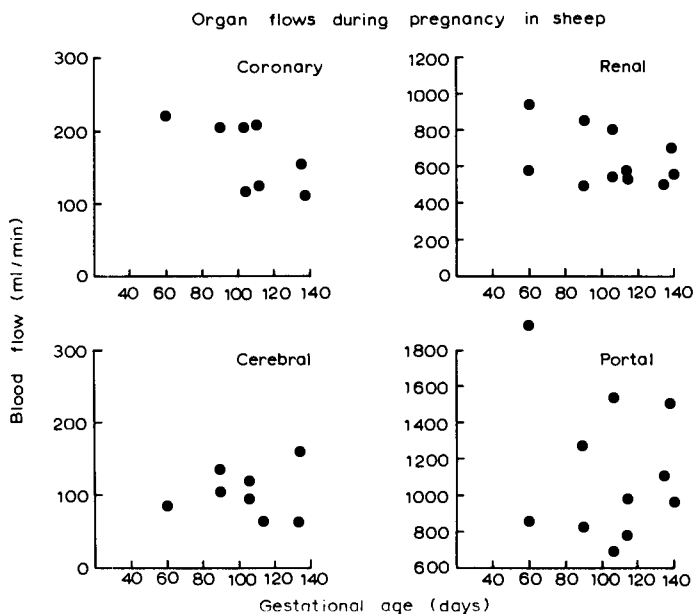 Organ flows during pregnancy in sheep
Blood flow (ml/min)
Coronary
300
200
100
0
40 60 80 100 120 140
Renal
1200
1000
800
600
400
200
0
40 60 80 100 120 140
Cerebral
300
200
100
0
40 60 80 100 120 140
Portal
1800
1600
1400
1200
1000
800
600
40 60 80 100 120 140
Gestational age (days)